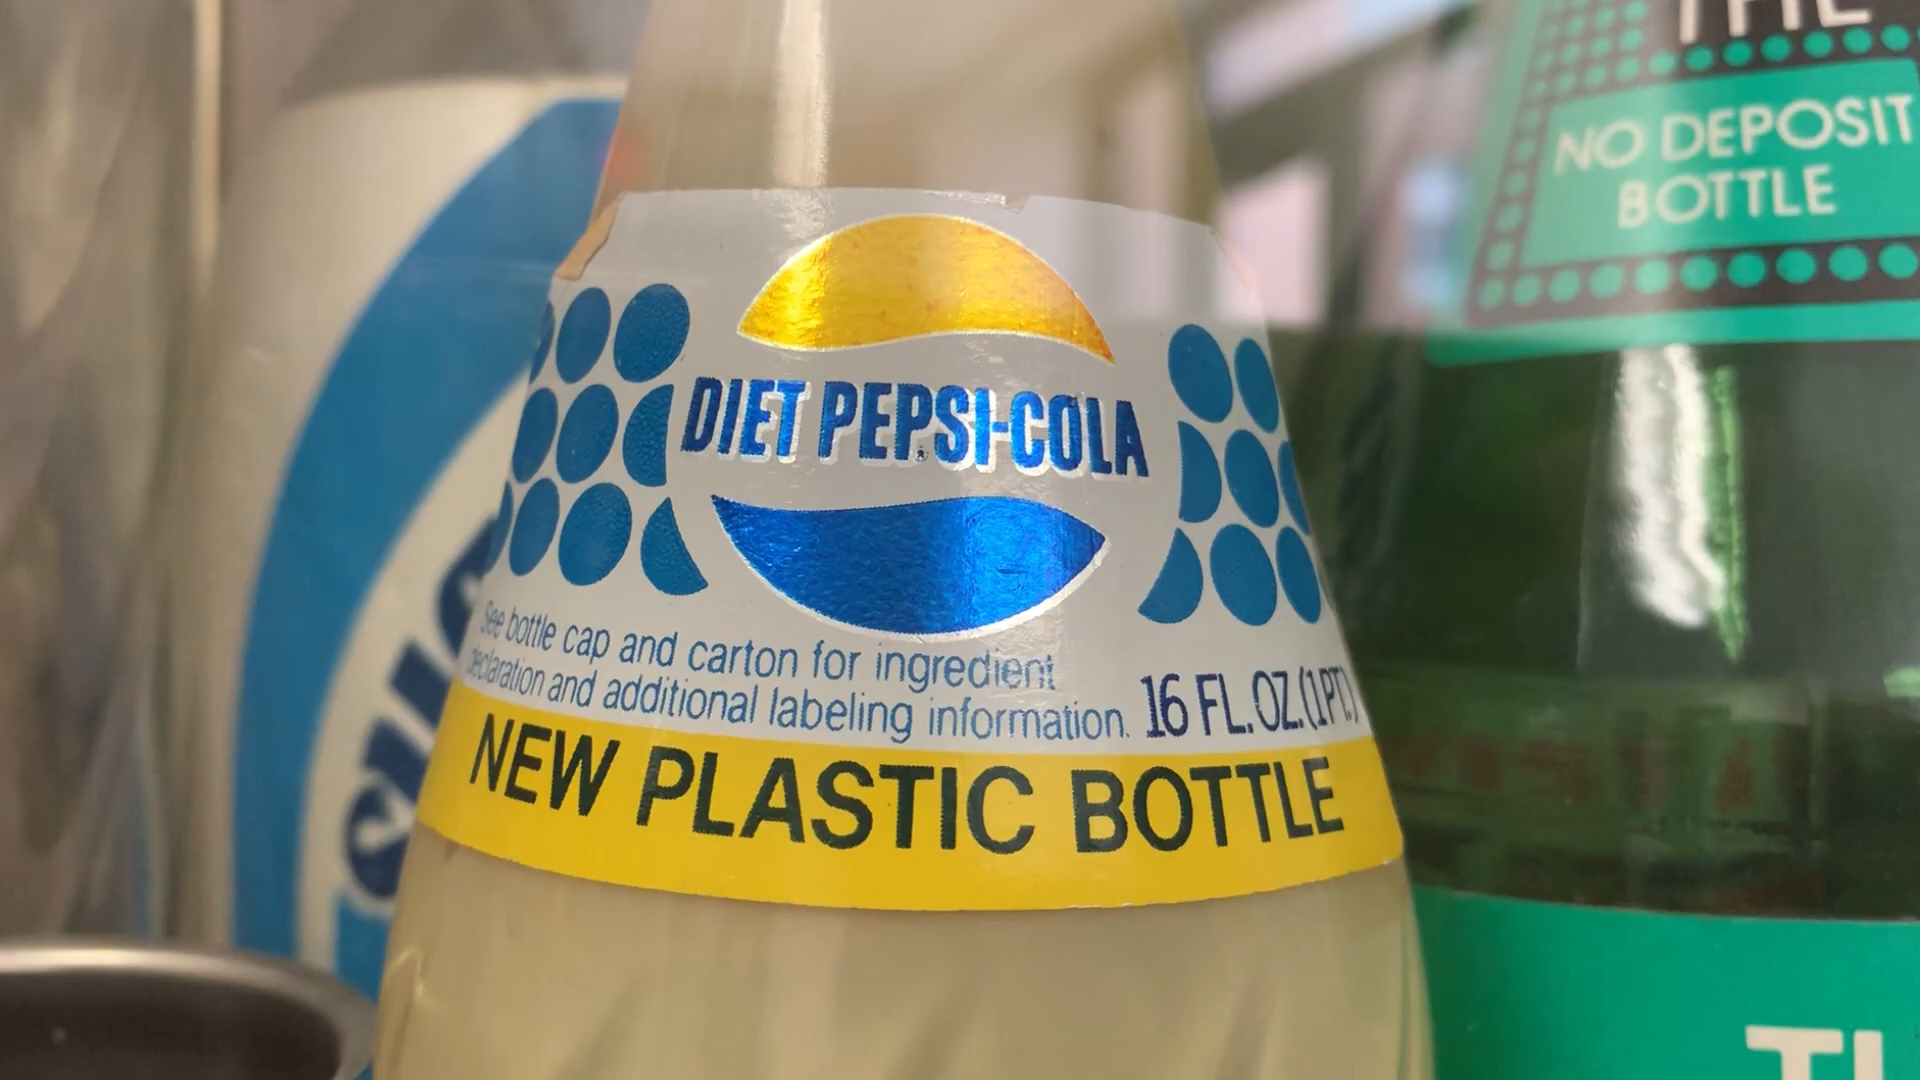 THE
NO DEPOSIT
BOTTLE
DIET PEPSI-COLA
See bottle cap and carton for ingredient
declaration and additional labeling information.
16 FL. OZ. (1 PT.)
NEW PLASTIC BOTTLE